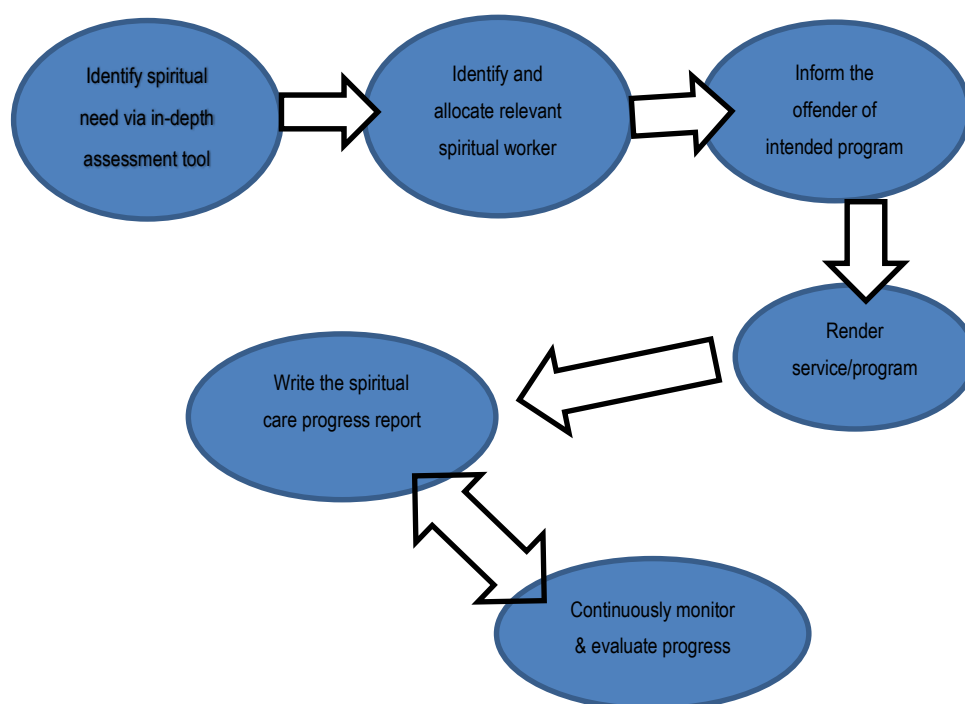 Identify spiritual
need via in-depth
assessment tool
Identify and
allocate relevant
spiritual worker
Inform the
offender of
intended program
Render
service/program
Write the spiritual
care progress report
Continuously monitor
& evaluate progress